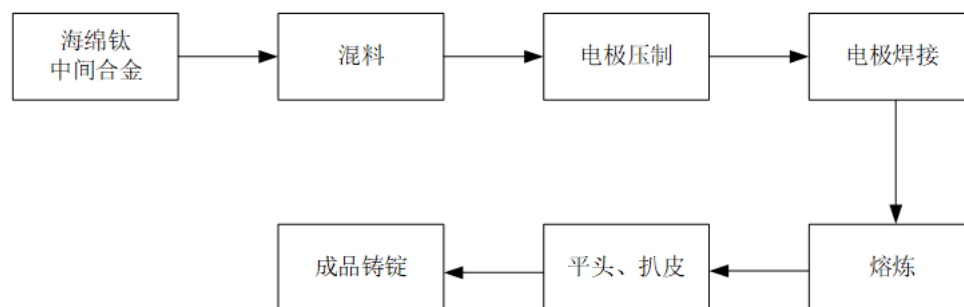 海绵钛
中间合金
混料
电极压制
电极焊接
熔炼
平头、扒皮
成品铸锭